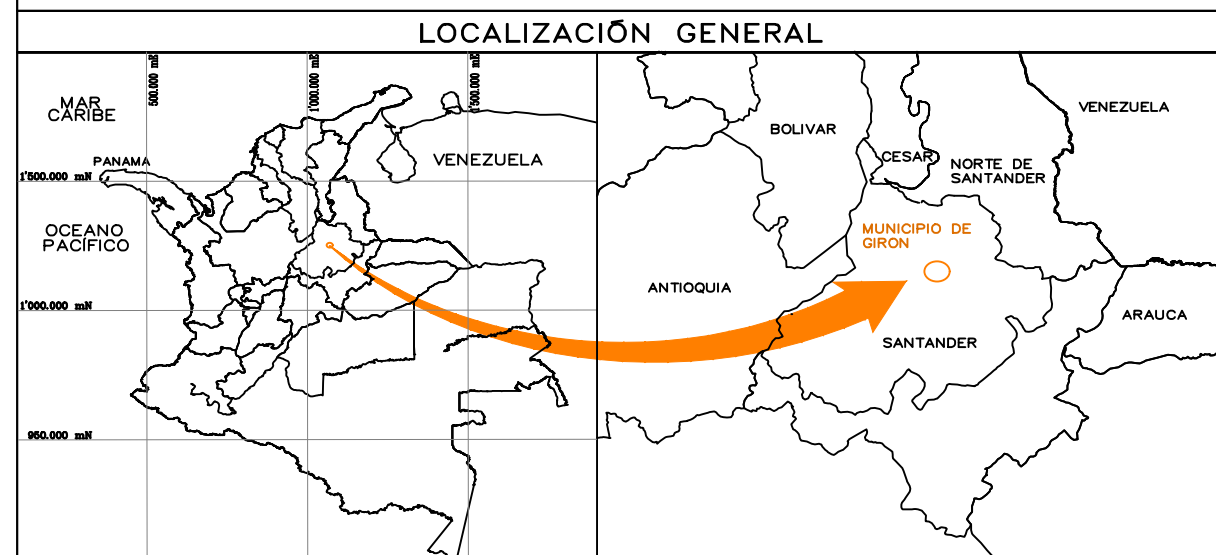 LOCALIZACIÓN GENERAL
500.000 mE
1'000.000 mE
1'500.000 mE
MAR
CARIBE
PANAMA
VENEZUELA
1'500.000 mN
OCEANO
PACÍFICO
1'000.000 mN
950.000 mN
BOLIVAR
CESAR
VENEZUELA
NORTE DE
SANTANDER
MUNICIPIO DE
GIRON
ANTIOQUIA
ARAUCA
SANTANDER